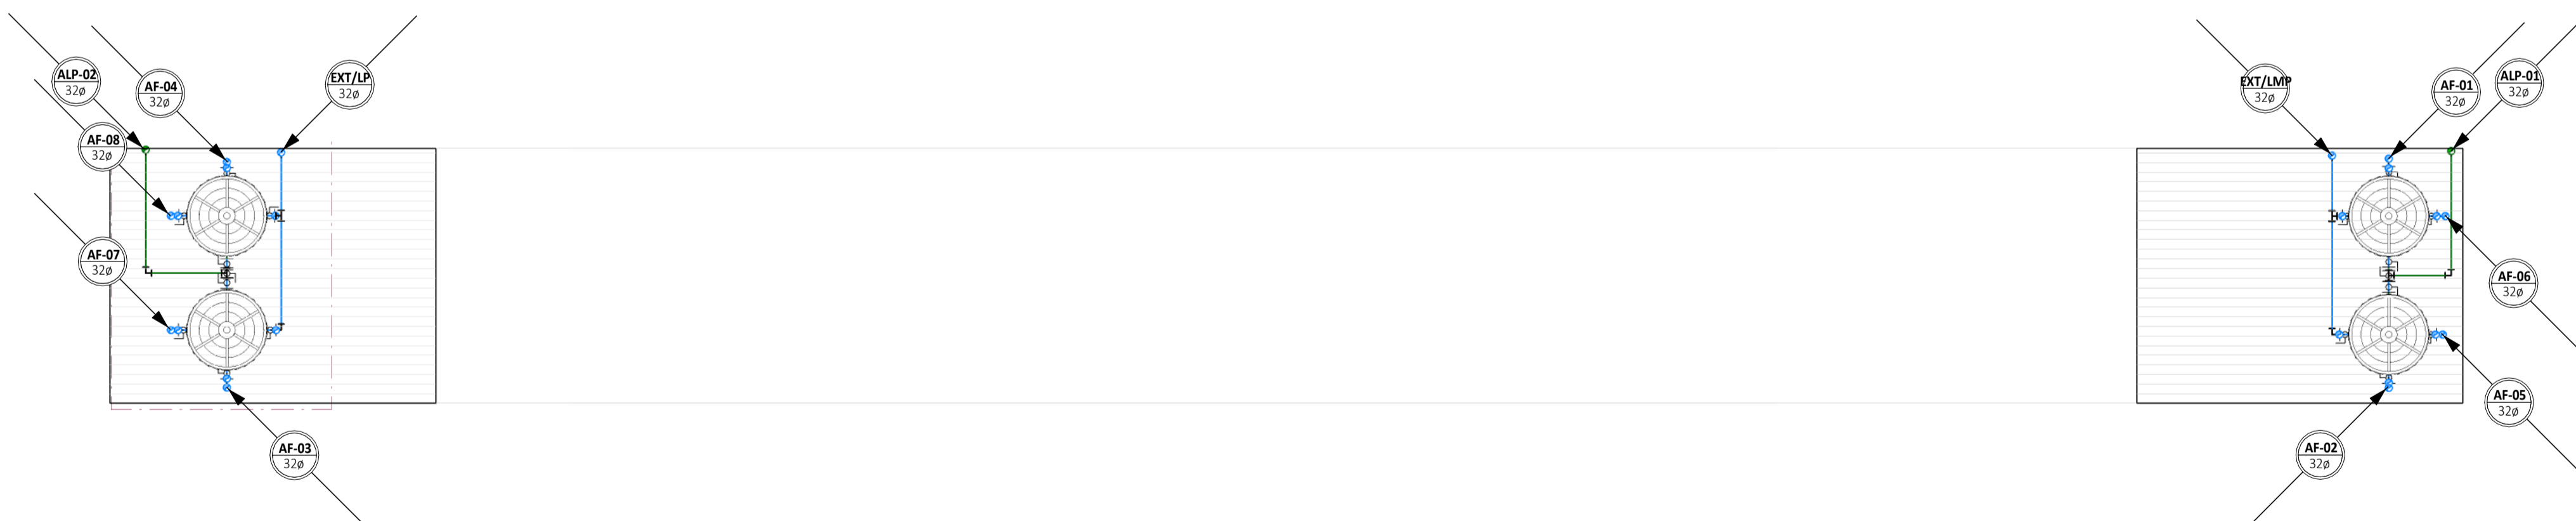 ALP-02
32ø
AF-04
32ø
EXT/LP
32ø
AF-08
32ø
AF-07
32ø
AF-03
32ø
EXT/LMP
32ø
AF-01
32ø
ALP-01
32ø
AF-06
32ø
AF-05
32ø
AF-02
32ø